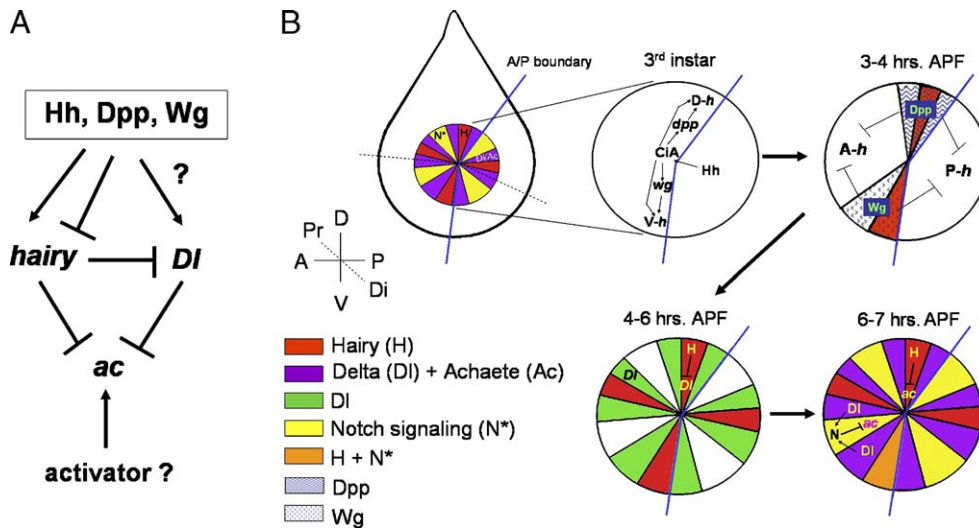 A
Hh, Dpp, Wg
?
hairy
Dl
ac
activator ?
B
A/P boundary
N*
H
Dl/Ac
3rd instar
D-h
dpp
CiA
Hh
wg
V-h
3-4 hrs. APF
Dpp
A-h
P-h
Wg
D
Pr
A
P
Di
V
Hairy (H)
Delta (Dl) + Achaete (Ac)
Dl
Notch signaling (N*)
H + N*
Dpp
Wg
4-6 hrs. APF
H
Dl
Dl
6-7 hrs. APF
H
ac
Dl
N
ac
Dl